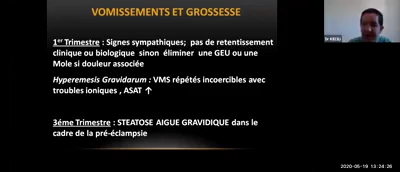 VOMISSEMENTS ET GROSSESSE
1er Trimestre : Signes sympathiques; pas de retentissement
clinique ou biologique sinon éliminer une GEU ou une
Mole si douleur associée
Hyperemesis Gravidarum : VMS répétés incoercibles avec
troubles ioniques , ASAT ↑
3éme Trimestre : STEATOSE AIGUE GRAVIDIQUE dans le
cadre de la pré-éclampsie
2020-05-19 13:24:26